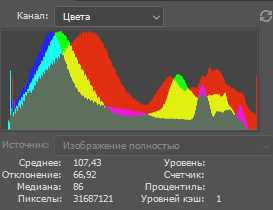 Канал: Цвета
Источник: Изображение полностью
Среднее: 107,43 Уровень:
Отклонение: 66,92 Счетчик:
Медиана: 86 Процентиль:
Пикселы: 31687121 Уровней кэш: 1